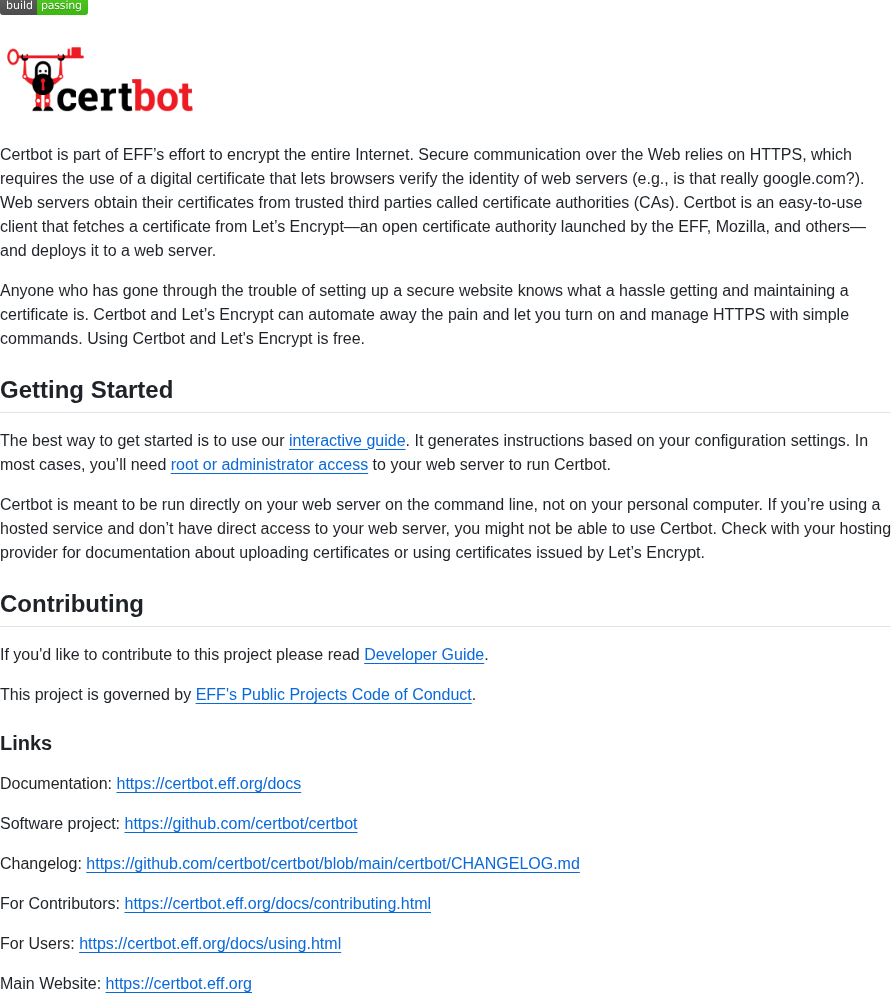 build passing
certbot
Certbot is part of EFF’s effort to encrypt the entire Internet. Secure communication over the Web relies on HTTPS, which
requires the use of a digital certificate that lets browsers verify the identity of web servers (e.g., is that really google.com?).
Web servers obtain their certificates from trusted third parties called certificate authorities (CAs). Certbot is an easy-to-use
client that fetches a certificate from Let’s Encrypt—an open certificate authority launched by the EFF, Mozilla, and others—
and deploys it to a web server.
Anyone who has gone through the trouble of setting up a secure website knows what a hassle getting and maintaining a
certificate is. Certbot and Let’s Encrypt can automate away the pain and let you turn on and manage HTTPS with simple
commands. Using Certbot and Let's Encrypt is free.
Getting Started
The best way to get started is to use our interactive guide. It generates instructions based on your configuration settings. In
most cases, you’ll need root or administrator access to your web server to run Certbot.
Certbot is meant to be run directly on your web server on the command line, not on your personal computer. If you’re using a
hosted service and don’t have direct access to your web server, you might not be able to use Certbot. Check with your hosting
provider for documentation about uploading certificates or using certificates issued by Let’s Encrypt.
Contributing
If you'd like to contribute to this project please read Developer Guide.
This project is governed by EFF's Public Projects Code of Conduct.
Links
Documentation: https://certbot.eff.org/docs
Software project: https://github.com/certbot/certbot
Changelog: https://github.com/certbot/certbot/blob/main/certbot/CHANGELOG.md
For Contributors: https://certbot.eff.org/docs/contributing.html
For Users: https://certbot.eff.org/docs/using.html
Main Website: https://certbot.eff.org